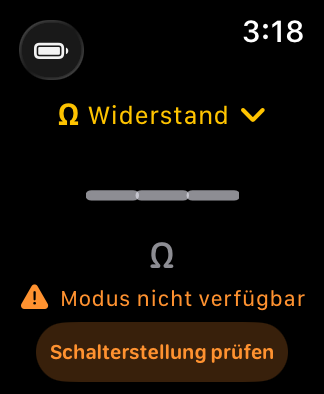 3:18
Ω Widerstand
Ω
Modus nicht verfügbar
Schalterstellung prüfen